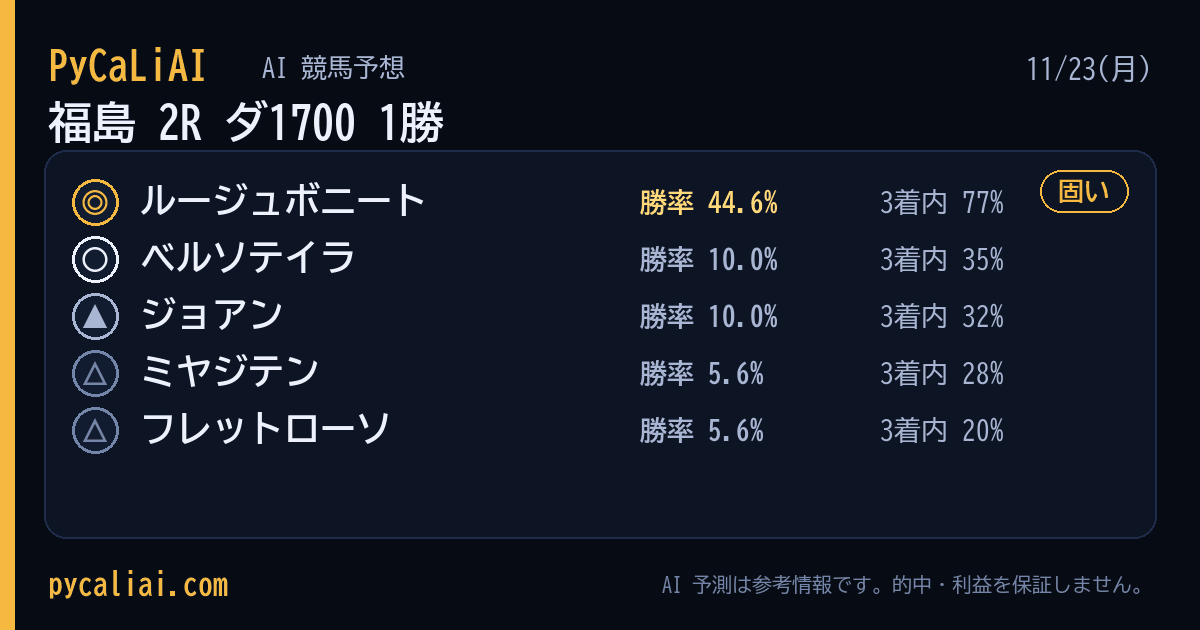 PyCaLiAI AI 競馬予想 11/23(月)
福島 2R ダ1700 1勝
◎ ルージュボニート 勝率 44.6% 3着内 77% 固い
○ ベルソテイラ 勝率 10.0% 3着内 35%
▲ ジョアン 勝率 10.0% 3着内 32%
△ ミヤジテン 勝率 5.6% 3着内 28%
△ フレットローソ 勝率 5.6% 3着内 20%
pycaliai.com AI 予測は参考情報です。的中・利益を保証しません。